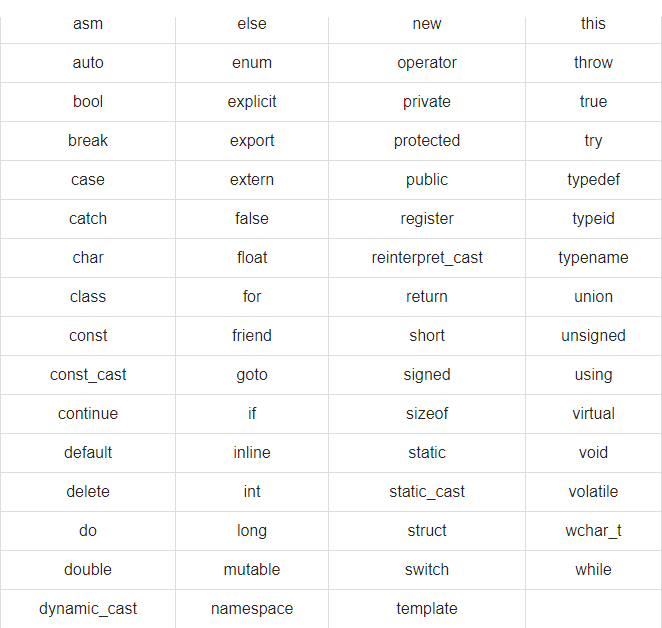 asm else new this
auto enum operator throw
bool explicit private true
break export protected try
case extern public typedef
catch false register typeid
char float reinterpret_cast typename
class for return union
const friend short unsigned
const_cast goto signed using
continue if sizeof virtual
default inline static void
delete int static_cast volatile
do long struct wchar_t
double mutable switch while
dynamic_cast namespace template